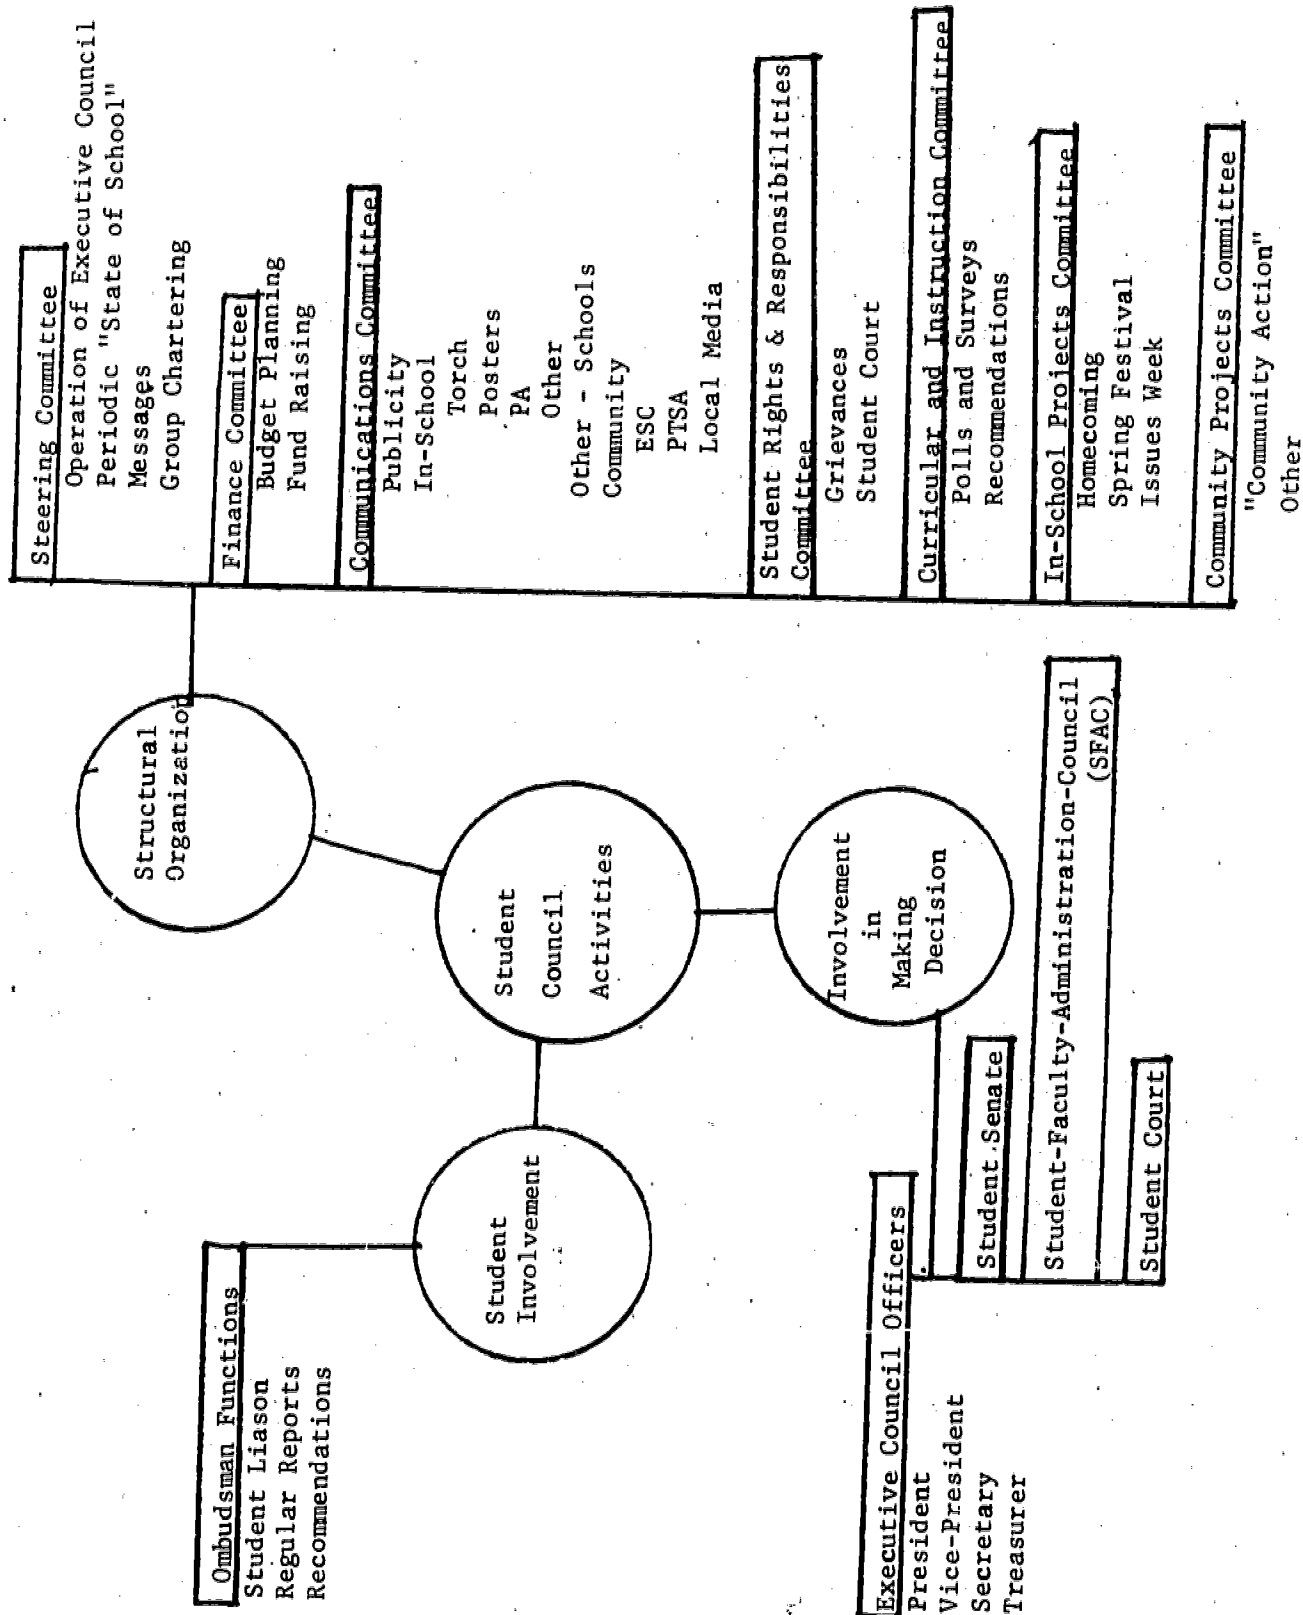 Ombudsman Functions
Student Liason
Regular Reports
Recommendations
Student
Involvement
Student
Council
Activities
Structural
Organization
Involvement
in
Making
Decision
Executive Council Officers
President
Vice-President
Secretary
Treasurer
Student Senate
Student-Faculty-Administration-Council
(SFAC)
Student Court
Steering Committee
Operation of Executive Council
Periodic "State of School"
Messages
Group Chartering
Finance Committee
Budget Planning
Fund Raising
Communications Committee
Publicity
In-School
Torch
Posters
PA
Other
Other - Schools
Community
ESC
PTSA
Local Media
Student Rights & Responsibilities
Committee
Grievances
Student Court
Curricular and Instruction Committee
Polls and Surveys
Recommendations
In-School Projects Committee
Homecoming
Spring Festival
Issues Week
Community Projects Committee
"Community Action"
Other